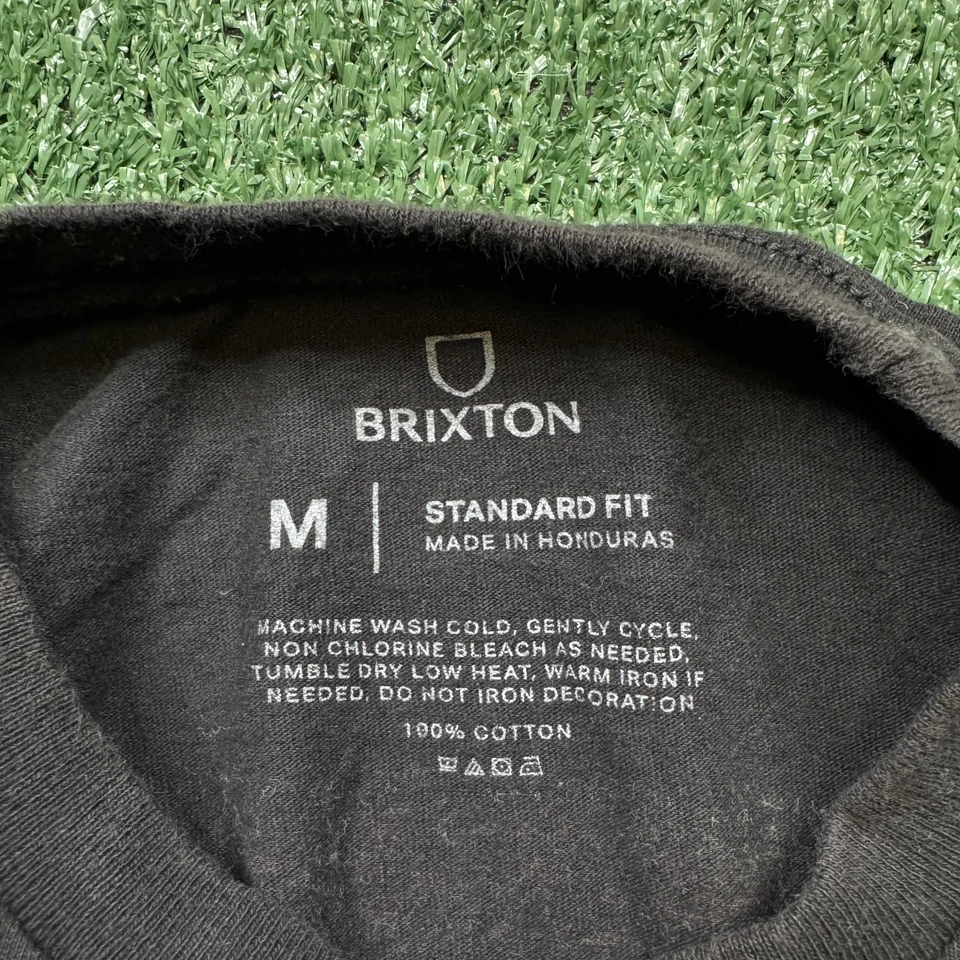 BRIXTON
M
STANDARD FIT
MADE IN HONDURAS
MACHINE WASH COLD, GENTLY CYCLE,
NON CHLORINE BLEACH AS NEEDED,
TUMBLE DRY LOW HEAT, WARM IRON IF
NEEDED. DO NOT IRON DECORATION
100% COTTON